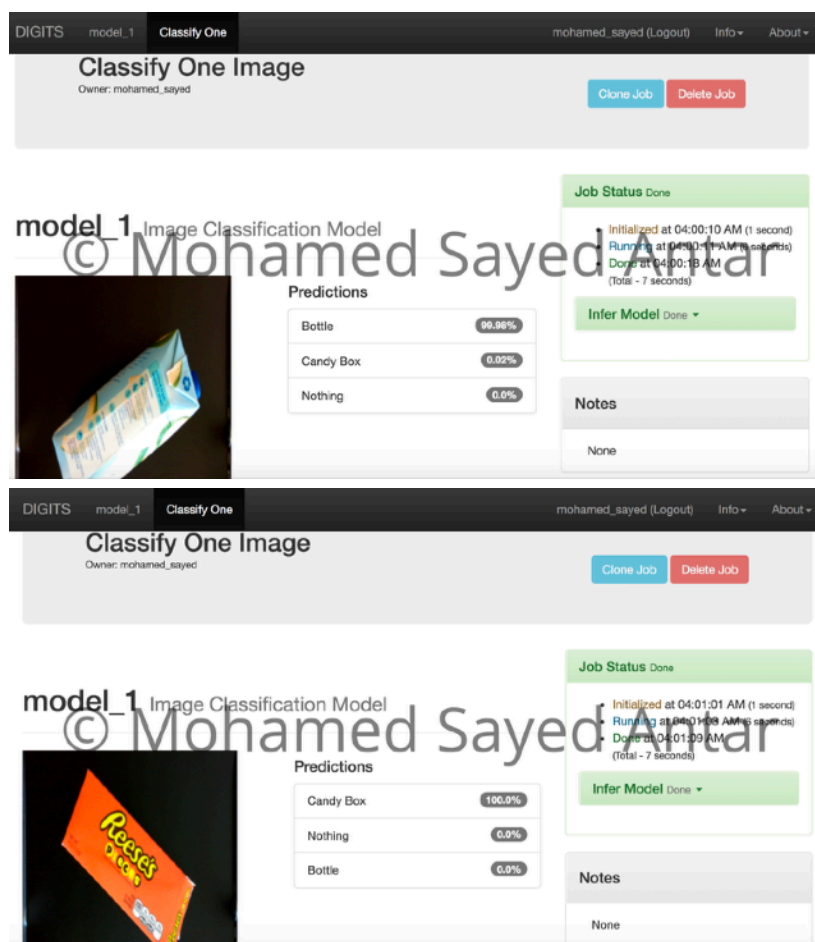 DIGITS model_1 Classify One mohamed_sayed (Logout) Info About
Classify One Image
Owner: mohamed_sayed
Clone Job Delete Job
Job Status Done
Initialized at 04:00:10 AM (1 second)
Running at 04:00:11 AM (6 seconds)
Done at 04:00:18 AM
(Total - 7 seconds)
Infer Model Done
model_1 Image Classification Model
© Mohamed Sayed Antar
Predictions
Bottle 99.98%
Candy Box 0.02%
Nothing 0.0%
Notes
None
DIGITS model_1 Classify One mohamed_sayed (Logout) Info About
Classify One Image
Owner: mohamed_sayed
Clone Job Delete Job
Job Status Done
Initialized at 04:01:01 AM (1 second)
Running at 04:01:03 AM (6 seconds)
Done at 04:01:09 AM
(Total - 7 seconds)
Infer Model Done
model_1 Image Classification Model
© Mohamed Sayed Antar
Predictions
Candy Box 100.0%
Nothing 0.0%
Bottle 0.0%
Reese's
PIECES
Notes
None